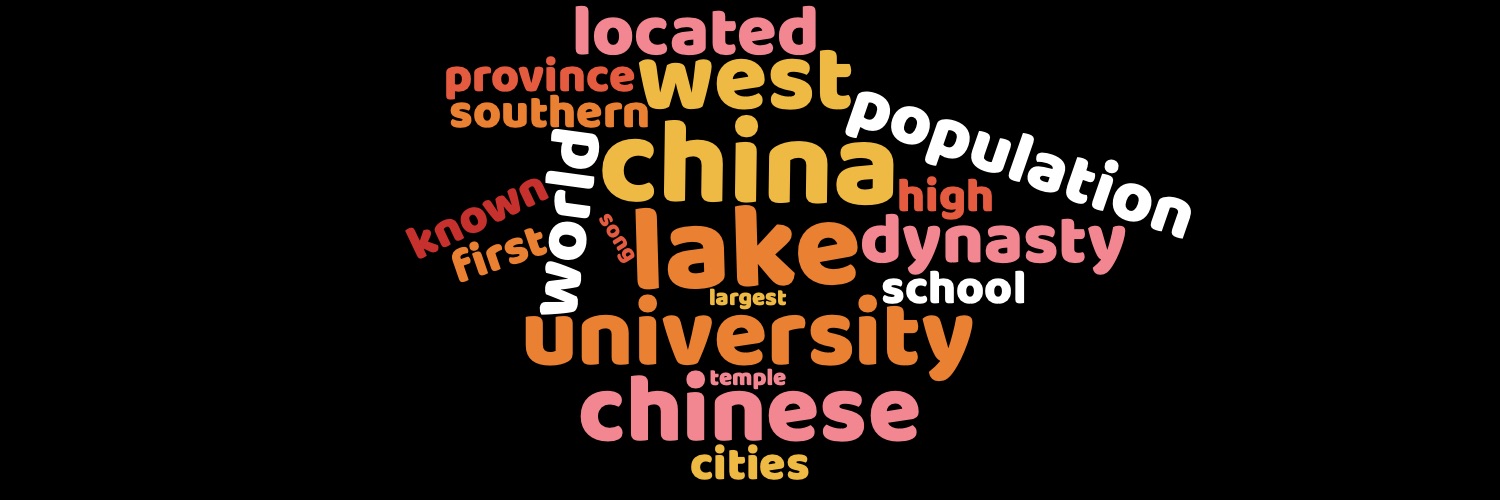 located
province
west
southern
population
world
china
known
high
first
song
lake
dynasty
largest
school
university
temple
chinese
cities